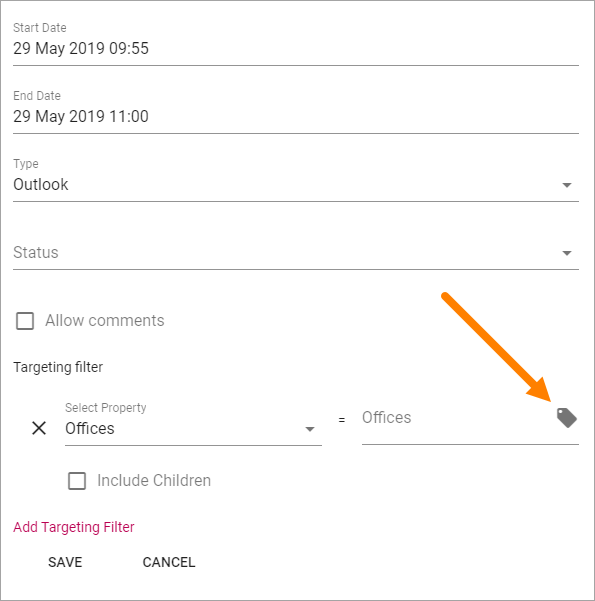 Start Date
29 May 2019 09:55
End Date
29 May 2019 11:00
Type
Outlook
Status
Allow comments
Targeting filter
Select Property
Offices
=
Offices
Include Children
Add Targeting Filter
SAVE CANCEL